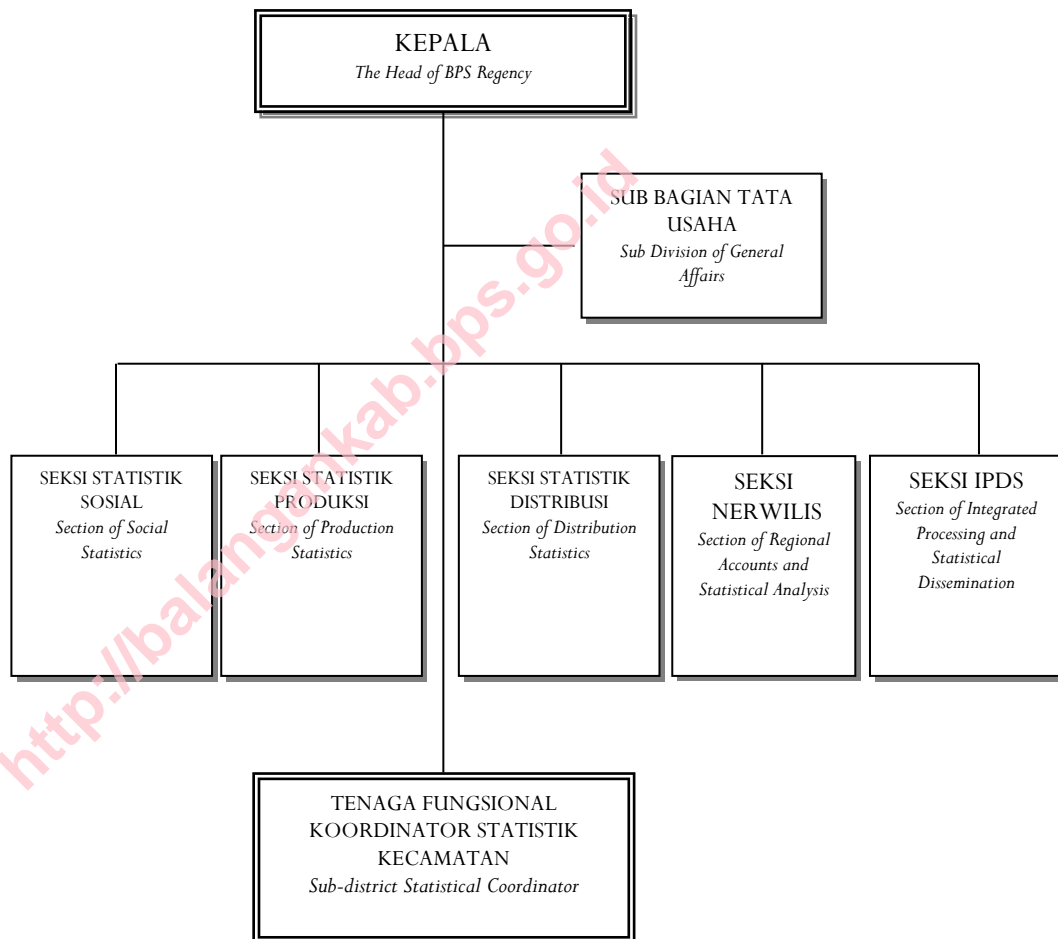 KEPALA
The Head of BPS Regency
SUB BAGIAN TATA
USAHA
Sub Division of General
Affairs
SEKSI STATISTIK
SOSIAL
Section of Social
Statistics
SEKSI STATISTIK
PRODUKSI
Section of Production
Statistics
SEKSI STATISTIK
DISTRIBUSI
Section of Distribution
Statistics
SEKSI
NERWILIS
Section of Regional
Accounts and
Statistical Analysis
SEKSI IPDS
Section of Integrated
Processing and
Statistical
Dissemination
TENAGA FUNGSIONAL
KOORDINATOR STATISTIK
KECAMATAN
Sub-district Statistical Coordinator
http://balangankab.bps.go.id